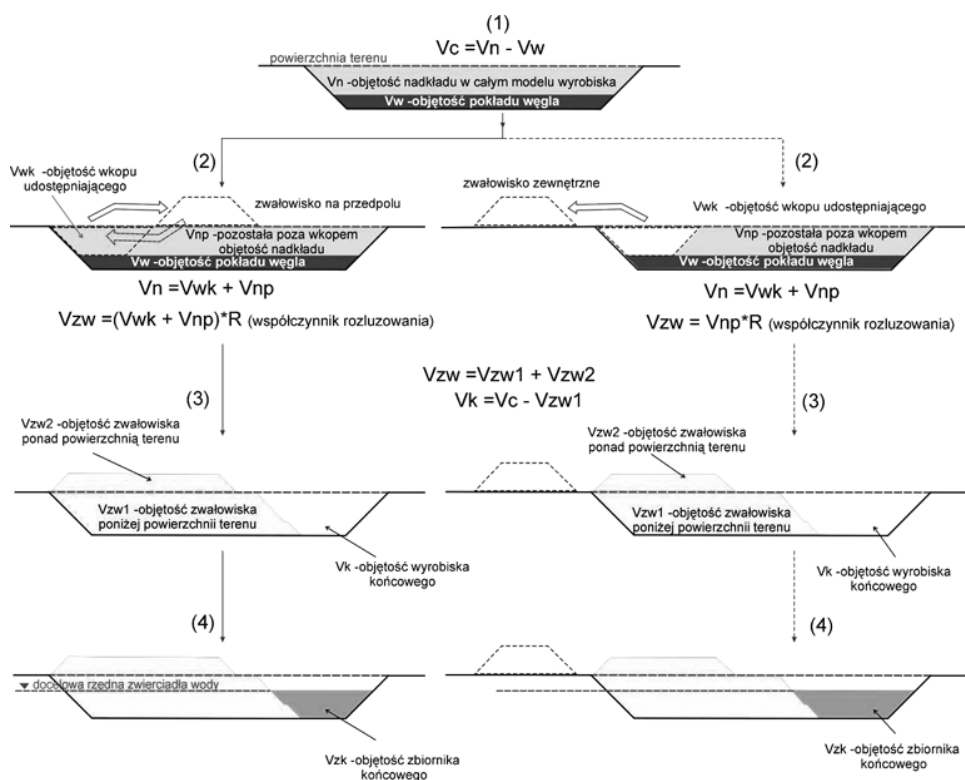 (1)
Vc =Vn - Vw
powierzchnia terenu
Vn -objętość nadkładu w całym modelu wyrobiska
Vw -objętość pokładu węgla
(2)
Vwk -objętość wkopu
udostępniającego
zwałowisko na przedpolu
Vnp -pozostała poza wkopem
objętość nadkładu
Vw -objętość pokładu węgla
Vn =Vwk + Vnp
Vzw =(Vwk + Vnp)*R (współczynnik rozluzowania)
(2)
zwałowisko zewnętrzne
Vwk -objętość wkopu udostępniającego
Vnp -pozostała poza wkopem
objętość nadkładu
Vw -objętość pokładu węgla
Vn =Vwk + Vnp
Vzw = Vnp*R (współczynnik rozluzowania)
Vzw =Vzw1 + Vzw2
Vk =Vc - Vzw1
(3)
Vzw2 -objętość zwałowiska
ponad powierzchnią terenu
Vzw1 -objętość zwałowiska
poniżej powierzchnii terenu
Vk -objętość wyrobiska
końcowego
(3)
Vzw2 -objętość zwałowiska
ponad powierzchnią terenu
Vzw1 -objętość zwałowiska
poniżej powierzchnii terenu
Vk -objętość wyrobiska
końcowego
(4)
docelowa rzędna zwierciadła wody
Vzk -objętość zbiornika
końcowego
(4)
Vzk -objętość zbiornika
końcowego